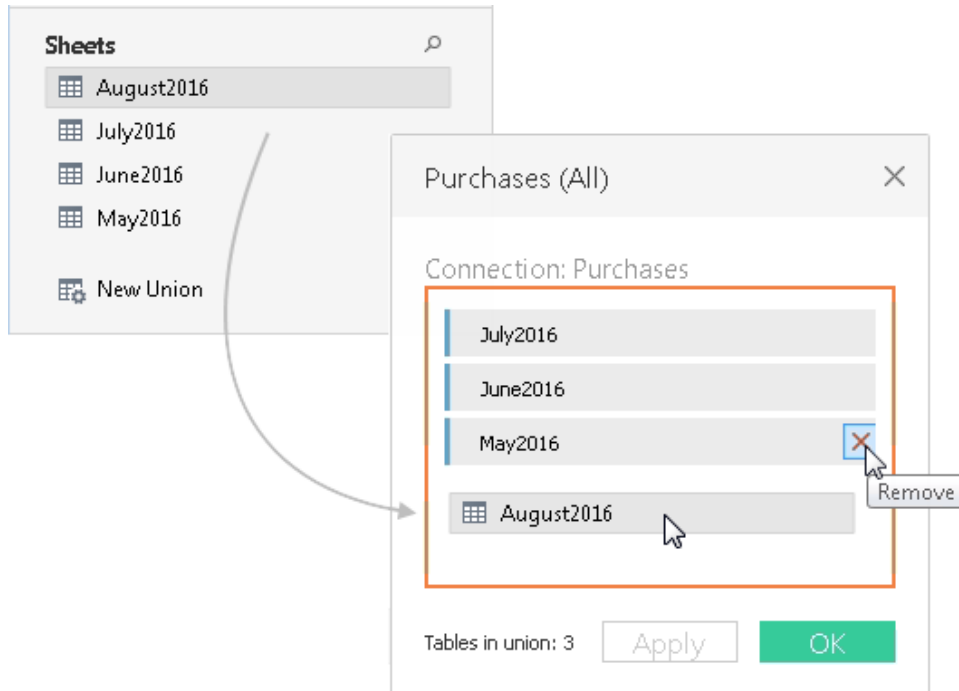 Sheets
August2016
July2016
June2016
May2016
New Union
Purchases (All)
Connection: Purchases
July2016
June2016
May2016
Remove
August2016
Tables in union: 3
Apply
OK